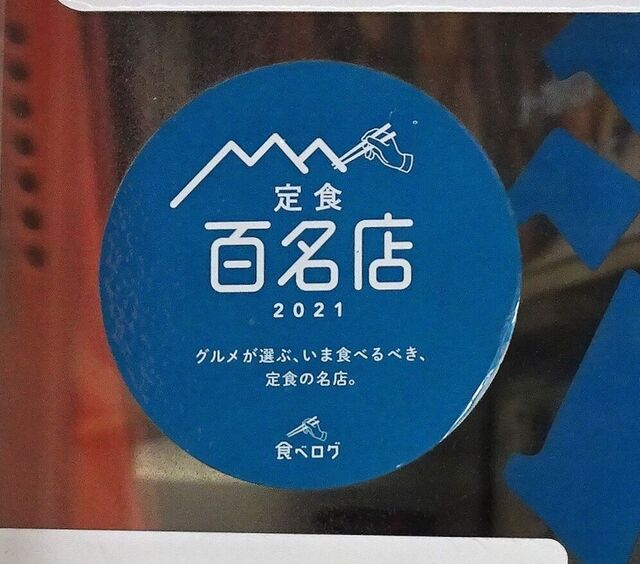 定食
百名店
2021
グルメが選ぶ、いま食べるべき、
定食の名店。
食べログ